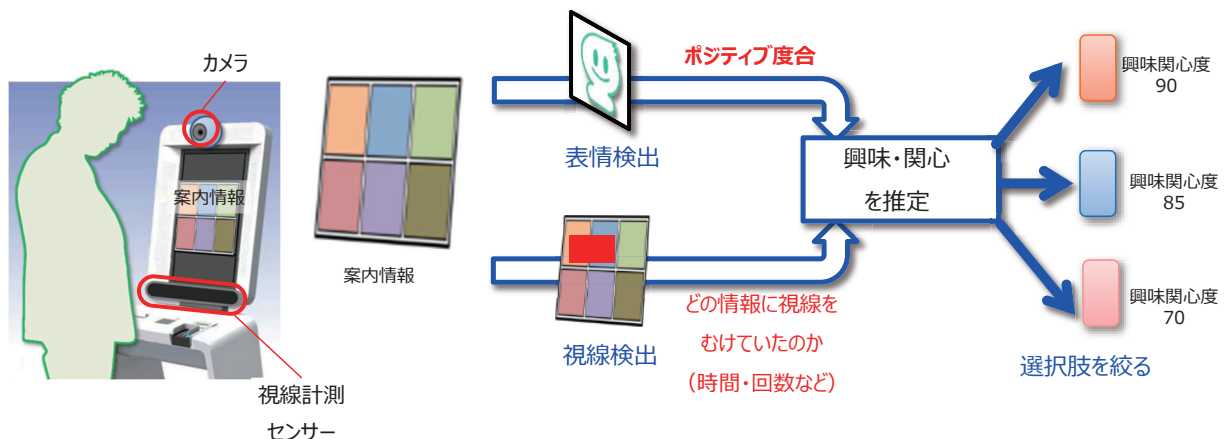 カメラ
案内情報
視線計測
センサー
案内情報
表情検出
ポジティブ度合
視線検出
どの情報に視線を
むけていたのか
（時間・回数など）
興味・関心
を推定
興味関心度
90
興味関心度
85
興味関心度
70
選択肢を絞る